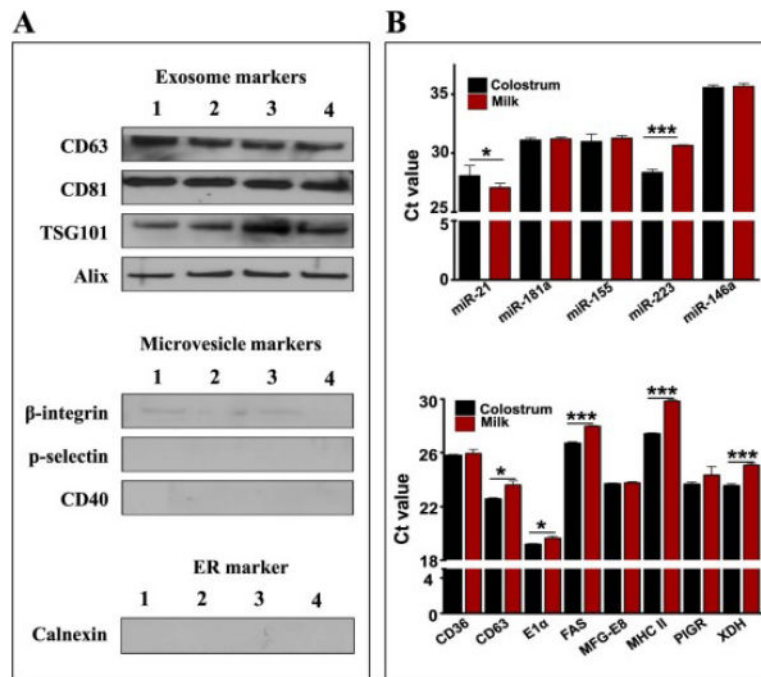 A
Exosome markers
1 2 3 4
CD63
CD81
TSG101
Alix
Microvesicle markers
1 2 3 4
β-integrin
p-selectin
CD40
ER marker
1 2 3 4
Calnexin
B
Colostrum
Milk
Ct value
35
30
25
5
0
*
***
miR-21 miR-181a miR-155 miR-223 miR-146a
Colostrum
Milk
Ct value
30
26
22
18
4
0
*
*
***
***
***
CD36 CD63 E1α FAS MFG-E8 MHC II PIGR XDH